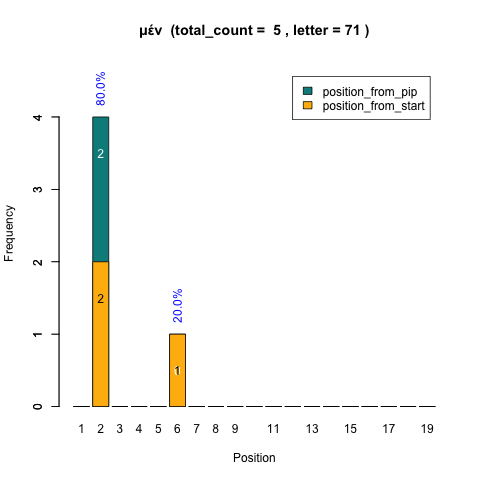 μέν (total_count = 5 , letter = 71 )
80.0%
position_from_pip
position_from_start
4
2
3
Frequency
2
20.0%
2
1
1
0
1 2 3 4 5 6 7 8 9 11 13 15 17 19
Position